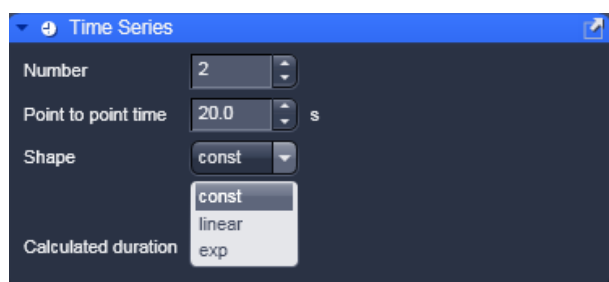 Time Series
Number 2
Point to point time 20.0 s
Shape const
const
linear
Calculated duration exp